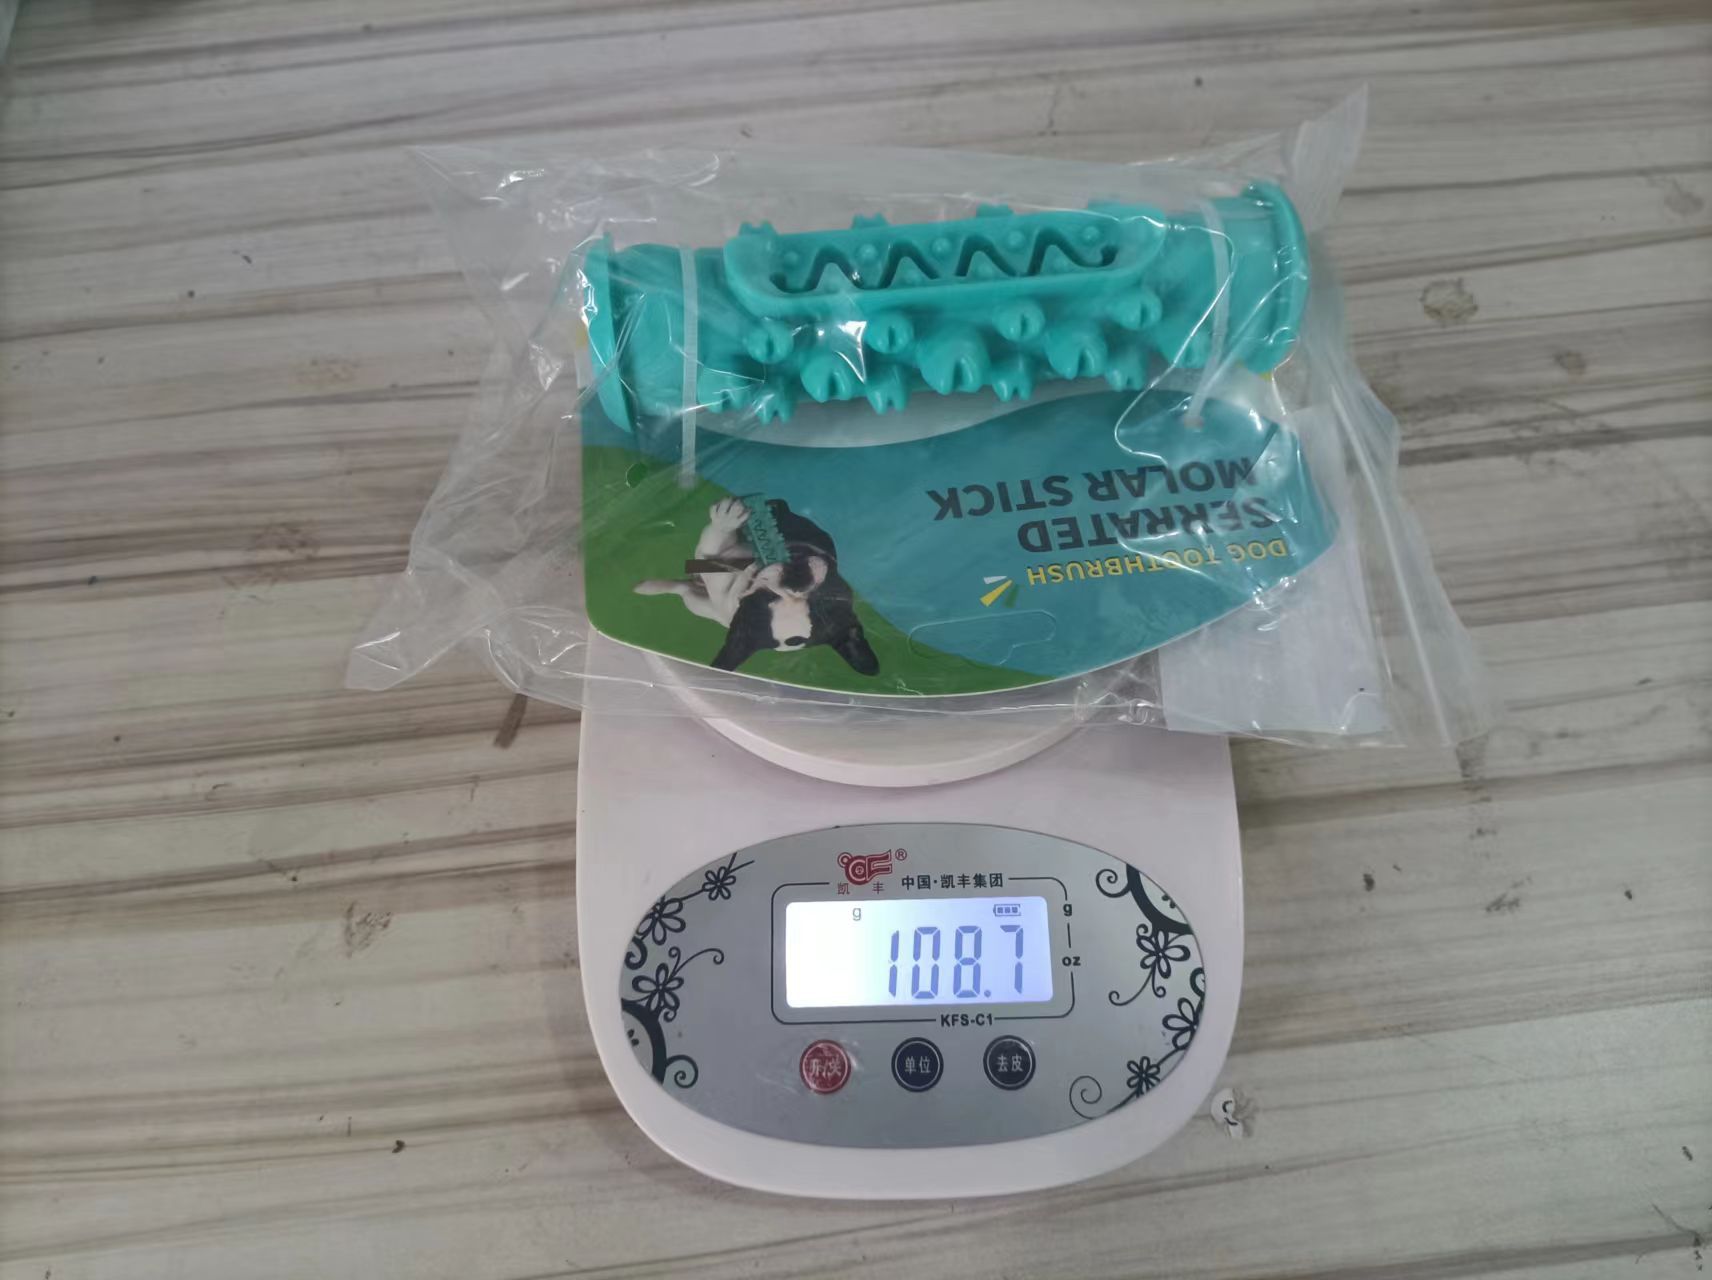 DOG TOOTHBRUSH
SERRATED
MOLAR STICK
凯丰®
中国·凯丰集团
g
g
oz
108.7
KFS-C1
开/关
单位
去皮